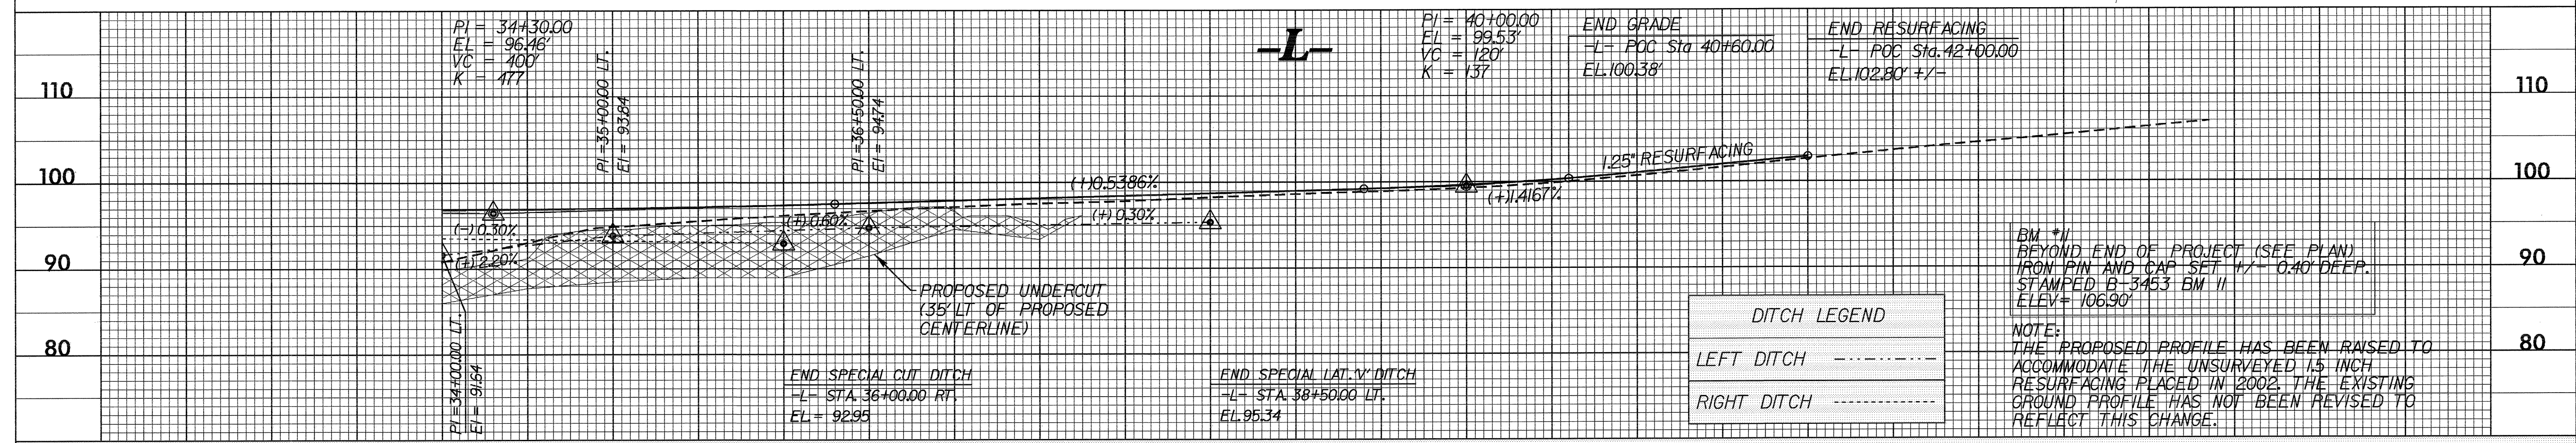 PI = 34+30.00
EL = 96.46'
VC = 400'
K = 477
PI =35+00.00 LT.
El = 93.84
PI =36+50.00 LT.
El = 94.74
-L-
PI = 40+00.00
EL = 99.53'
VC = 120'
K = 137
END GRADE
-L- POC Sta 40+60.00
EL.100.38'
END RESURFACING
-L- POC Sta. 42+00.00
EL.102.80' +/-
110
110
100
100
90
90
80
80
(+)0.5386%
1.25" RESURFACING
(+)1.4167%
(-) 0.30%
(+) 0.60%
(+) 0.30%
(+) 2.20%
PROPOSED UNDERCUT
(35' LT OF PROPOSED
CENTERLINE)
PI =34+00.00 LT.
El = 91.64
END SPECIAL CUT DITCH
-L- STA. 36+00.00 RT.
EL.= 92.95
END SPECIAL LAT.'V' DITCH
-L- STA. 38+50.00 LT.
EL.95.34
DITCH LEGEND
LEFT DITCH
RIGHT DITCH
BM #11
BEYOND END OF PROJECT (SEE PLAN)
IRON PIN AND CAP SET +/- 0.40' DEEP.
STAMPED B-3453 BM 11
ELEV= 106.90'
NOTE:
THE PROPOSED PROFILE HAS BEEN RAISED TO
ACCOMMODATE THE UNSURVEYED 1.5 INCH
RESURFACING PLACED IN 2002. THE EXISTING
GROUND PROFILE HAS NOT BEEN REVISED TO
REFLECT THIS CHANGE.